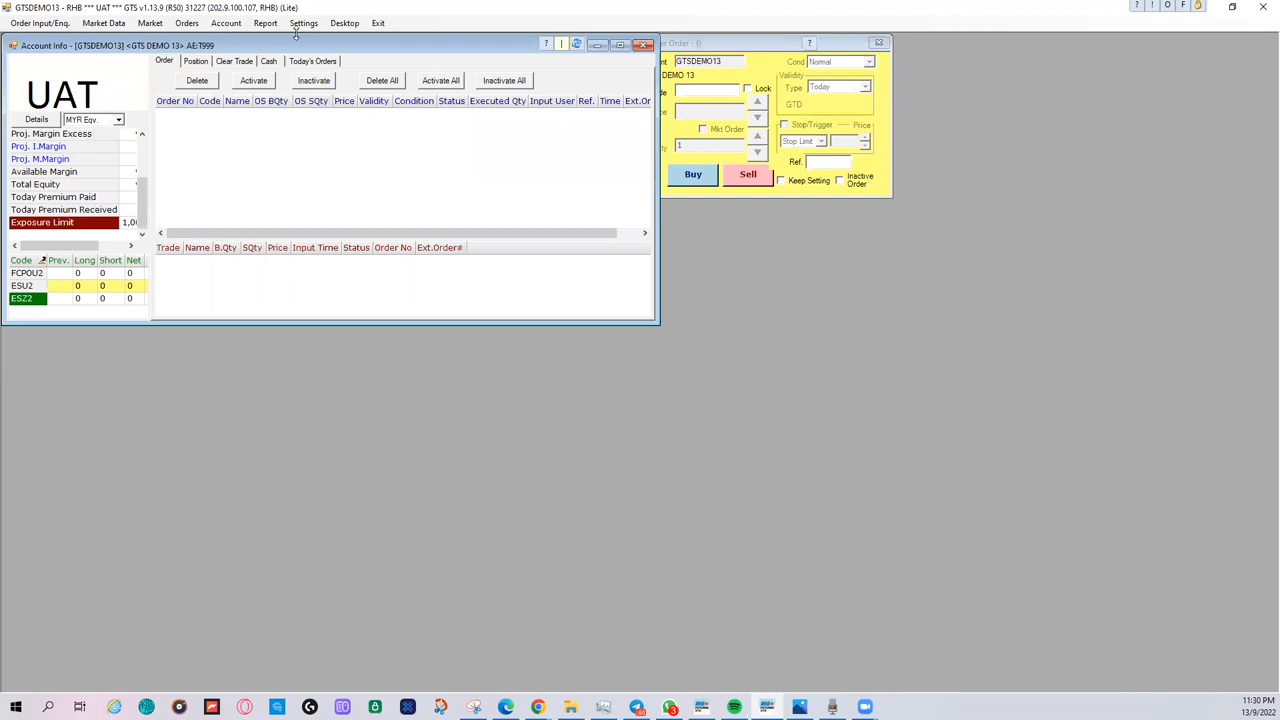 GTSDEMO13 - RHB *** UAT *** GTS v1.13.9 (R50) 31227 (202.9.100.107, RHB) (Lite)
Order Input/Enq. Market Data Market Orders Account Report Settings Desktop Exit
Account Info - [GTSDEMO13] <GTS DEMO 13> AE:T999
Order Position Clear Trade Cash Today's Orders
Delete Activate Inactivate Delete All Activate All Inactivate All
UAT
Details MYR Eqv.
Order No Code Name OS BQty OS SQty Price Validity Condition Status Executed Qty Input User Ref. Time Ext.Or
Proj. Margin Excess
Proj. I.Margin
Proj. M.Margin
Available Margin
Total Equity
Today Premium Paid
Today Premium Received
Exposure Limit 1,0
Trade Name B.Qty SQty Price Input Time Status Order No Ext.Order#
Code Prev. Long Short Net
FCPOU2 0 0 0
ESU2 0 0 0
ESZ2 0 0 0
er Order - ()
nt GTSDEMO13 Cond Normal
DEMO 13 Validity
de Lock Type Today
GTD
Mkt Order Stop/Trigger Price
ty 1 Stop Limit
Ref.
Buy Sell Keep Setting Inactive Order
11:30 PM
13/9/2022